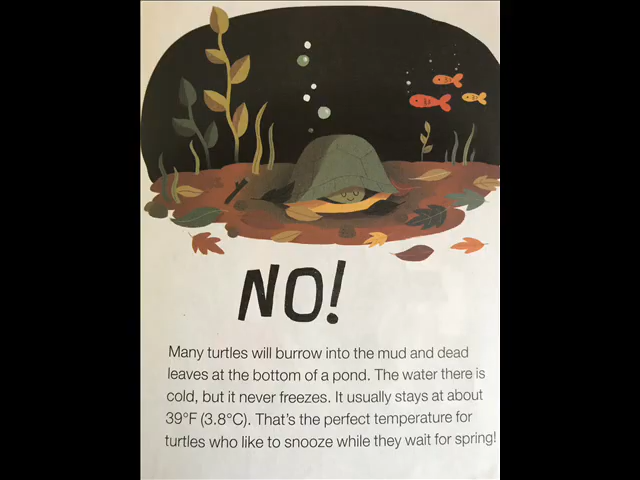 NO!
Many turtles will burrow into the mud and dead
leaves at the bottom of a pond. The water there is
cold, but it never freezes. It usually stays at about
39°F (3.8°C). That's the perfect temperature for
turtles who like to snooze while they wait for spring!